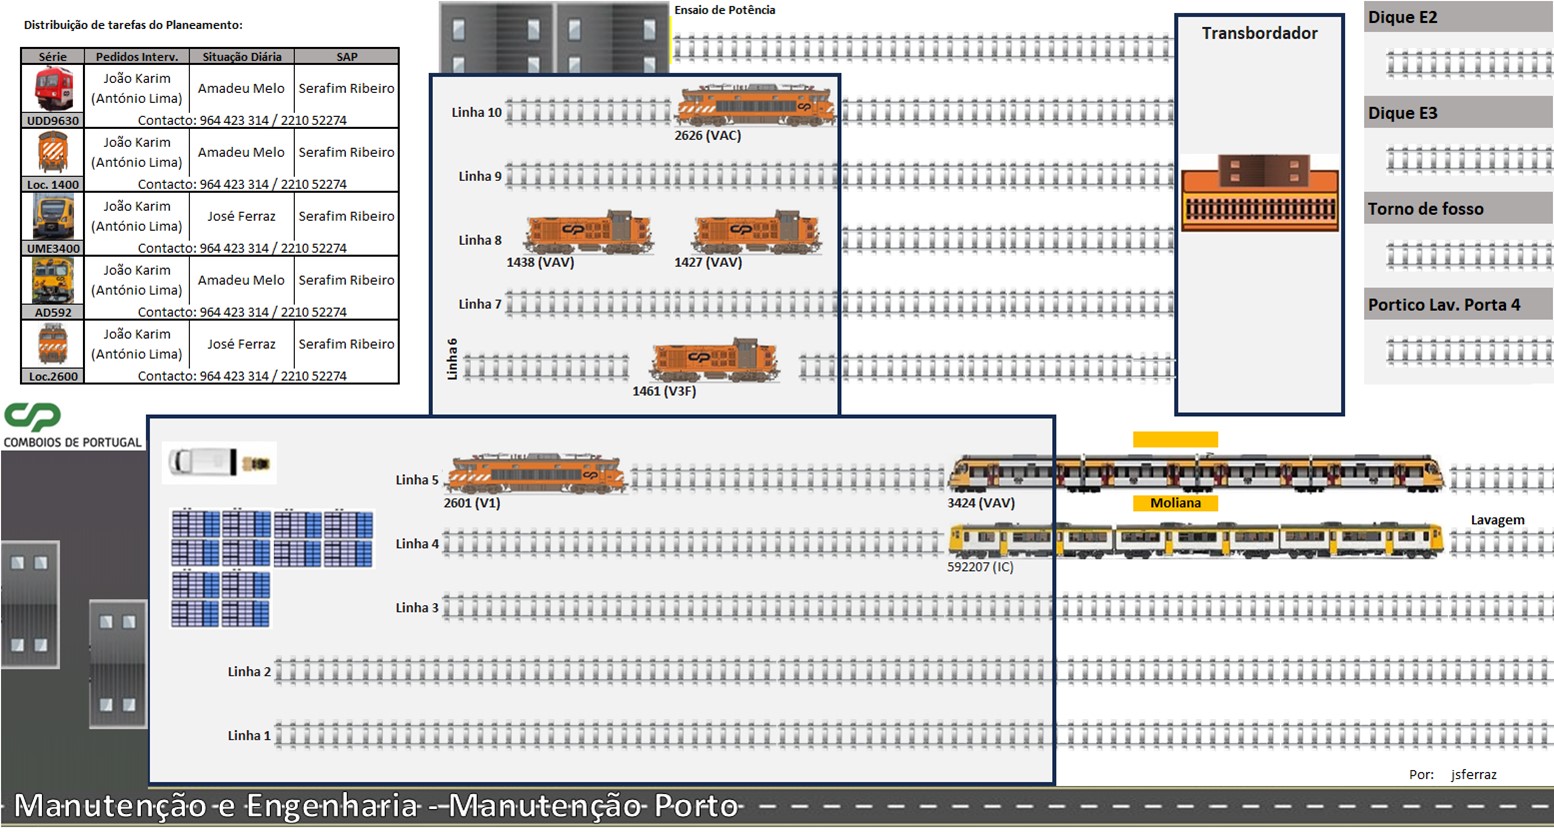 Distribuição de tarefas do Planeamento:
Série Pedidos Interv. Situação Diária SAP
João Karim
(António Lima) Amadeu Melo Serafim Ribeiro
UDD9630 Contacto: 964 423 314 / 2210 52274
João Karim
(António Lima) Amadeu Melo Serafim Ribeiro
Loc. 1400 Contacto: 964 423 314 / 2210 52274
João Karim
(António Lima) José Ferraz Serafim Ribeiro
UME3400 Contacto: 964 423 314 / 2210 52274
João Karim
(António Lima) Amadeu Melo Serafim Ribeiro
AD592 Contacto: 964 423 314 / 2210 52274
João Karim
(António Lima) José Ferraz Serafim Ribeiro
Loc.2600 Contacto: 964 423 314 / 2210 52274
CP
COMBOIOS DE PORTUGAL
Ensaio de Potência
Linha 10
2626 (VAC)
Linha 9
Linha 8
1438 (VAV) 1427 (VAV)
Linha 7
Linha 6
1461 (V3F)
Transbordador
Dique E2
Dique E3
Torno de fosso
Portico Lav. Porta 4
Linha 5
2601 (V1) 3424 (VAV) Moliana
Lavagem
Linha 4
592207 (IC)
Linha 3
Linha 2
Linha 1
Por: jsferraz
Manutenção e Engenharia - Manutenção Porto